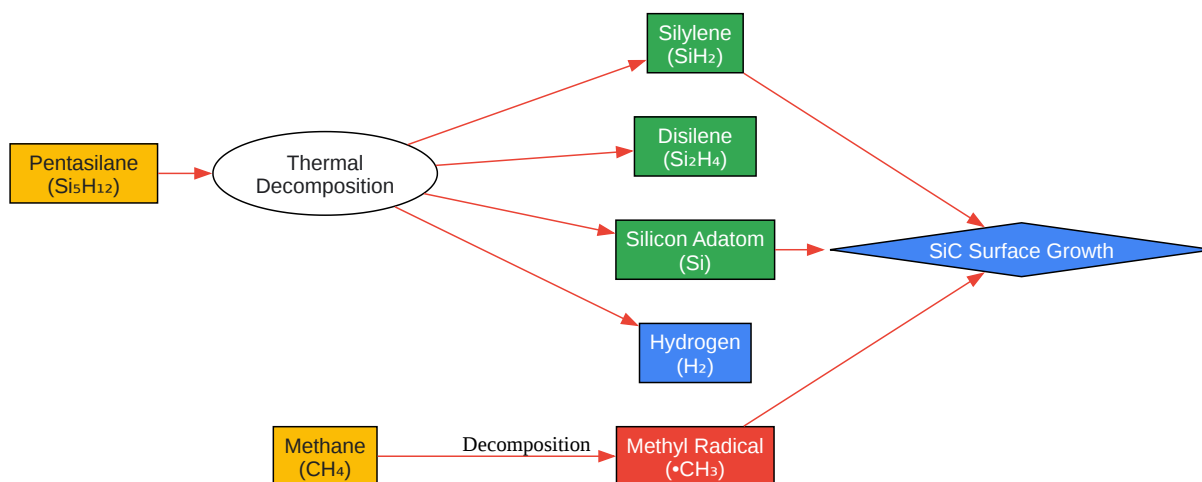 Silylene
(SiH₂)
Disilene
(Si₂H₄)
Pentasilane
(Si₅H₁₂)
Thermal
Decomposition
Silicon Adatom
(Si)
SiC Surface Growth
Hydrogen
(H₂)
Methane
(CH₄)
Decomposition
Methyl Radical
(•CH₃)